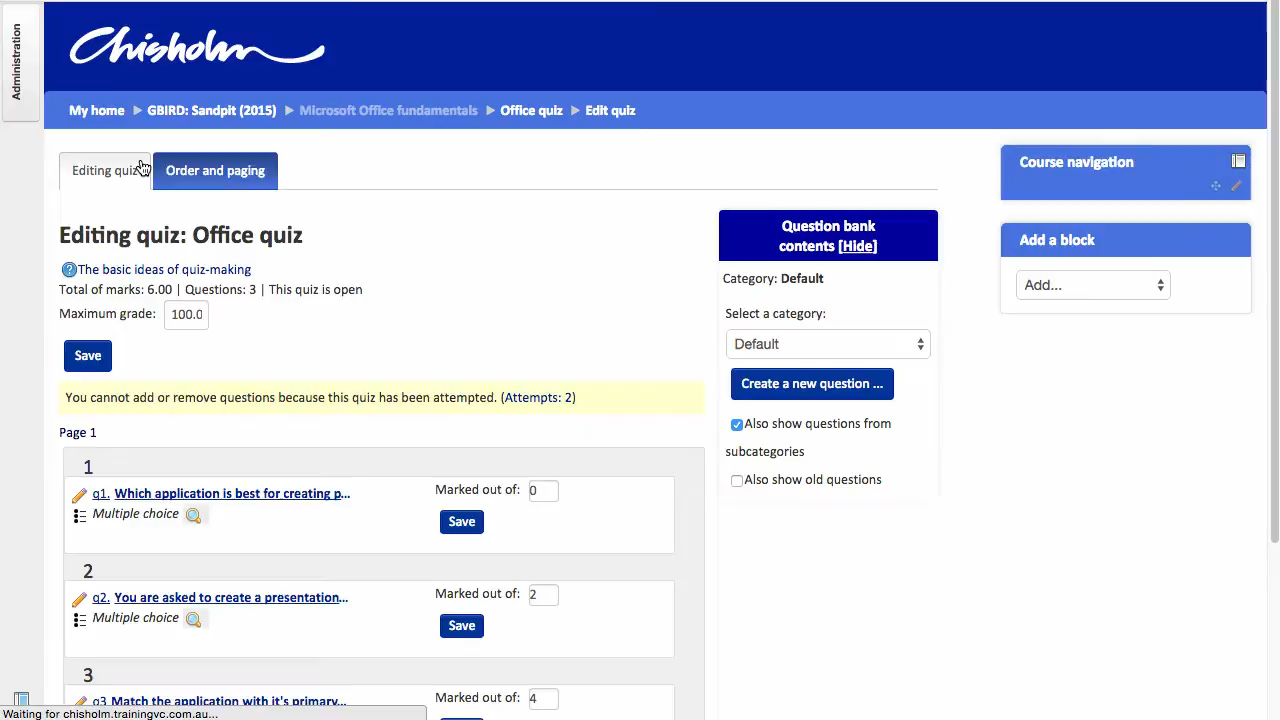 Administration
Chisholm
My home ▶ GBIRD: Sandpit (2015) ▶ Microsoft Office fundamentals ▶ Office quiz ▶ Edit quiz
Editing quiz
Order and paging
Editing quiz: Office quiz
The basic ideas of quiz-making
Total of marks: 6.00 | Questions: 3 | This quiz is open
Maximum grade: 100.0
Save
You cannot add or remove questions because this quiz has been attempted. (Attempts: 2)
Page 1
1
q1. Which application is best for creating p...
Multiple choice
Marked out of: 0
Save
2
q2. You are asked to create a presentation...
Multiple choice
Marked out of: 2
Save
3
q3 Match the application with it's primary...
Marked out of: 4
Question bank
contents [Hide]
Category: Default
Select a category:
Default
Create a new question ...
Also show questions from
subcategories
Also show old questions
Course navigation
Add a block
Add...
Waiting for chisholm.trainingvc.com.au...